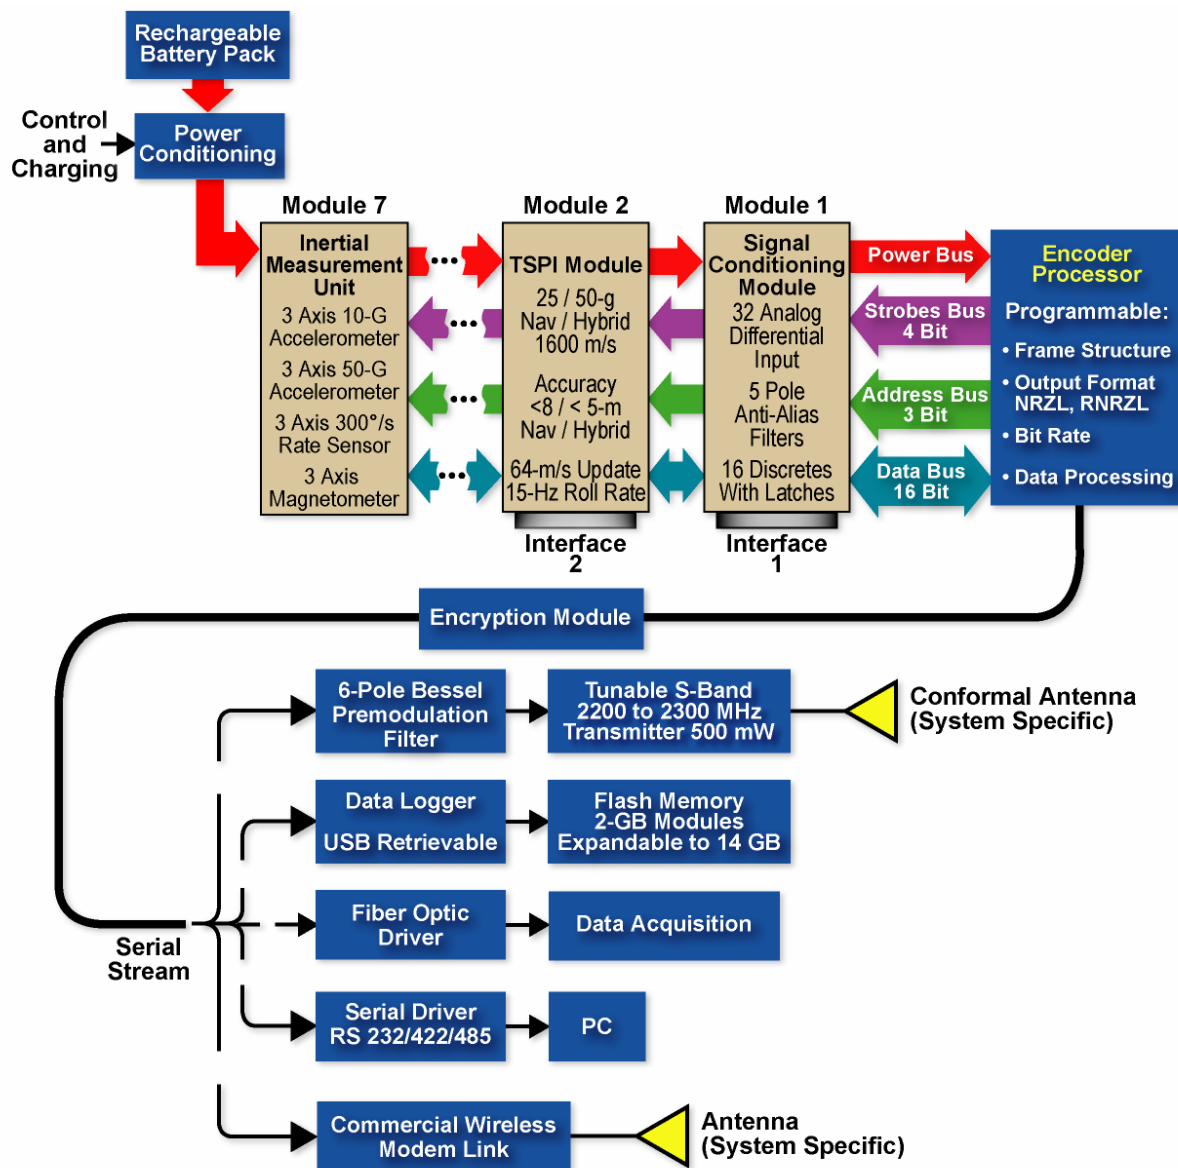 Rechargeable
Battery Pack
Control
and
Charging
Power
Conditioning
Module 7
Inertial
Measurement
Unit
3 Axis 10-G
Accelerometer
3 Axis 50-G
Accelerometer
3 Axis 300°/s
Rate Sensor
3 Axis
Magnetometer
Module 2
TSPI Module
25 / 50-g
Nav / Hybrid
1600 m/s
Accuracy
<8 / < 5-m
Nav / Hybrid
64-m/s Update
15-Hz Roll Rate
Interface
2
Module 1
Signal
Conditioning
Module
32 Analog
Differential
Input
5 Pole
Anti-Alias
Filters
16 Discretes
With Latches
Interface
1
Power Bus
Strobes Bus
4 Bit
Address Bus
3 Bit
Data Bus
16 Bit
Encoder
Processor
Programmable:
• Frame Structure
• Output Format
NRZL, RNRZL
• Bit Rate
• Data Processing
Encryption Module
Serial
Stream
6-Pole Bessel
Premodulation
Filter
Tunable S-Band
2200 to 2300 MHz
Transmitter 500 mW
Conformal Antenna
(System Specific)
Data Logger
USB Retrievable
Flash Memory
2-GB Modules
Expandable to 14 GB
Fiber Optic
Driver
Data Acquisition
Serial Driver
RS 232/422/485
PC
Commercial Wireless
Modem Link
Antenna
(System Specific)